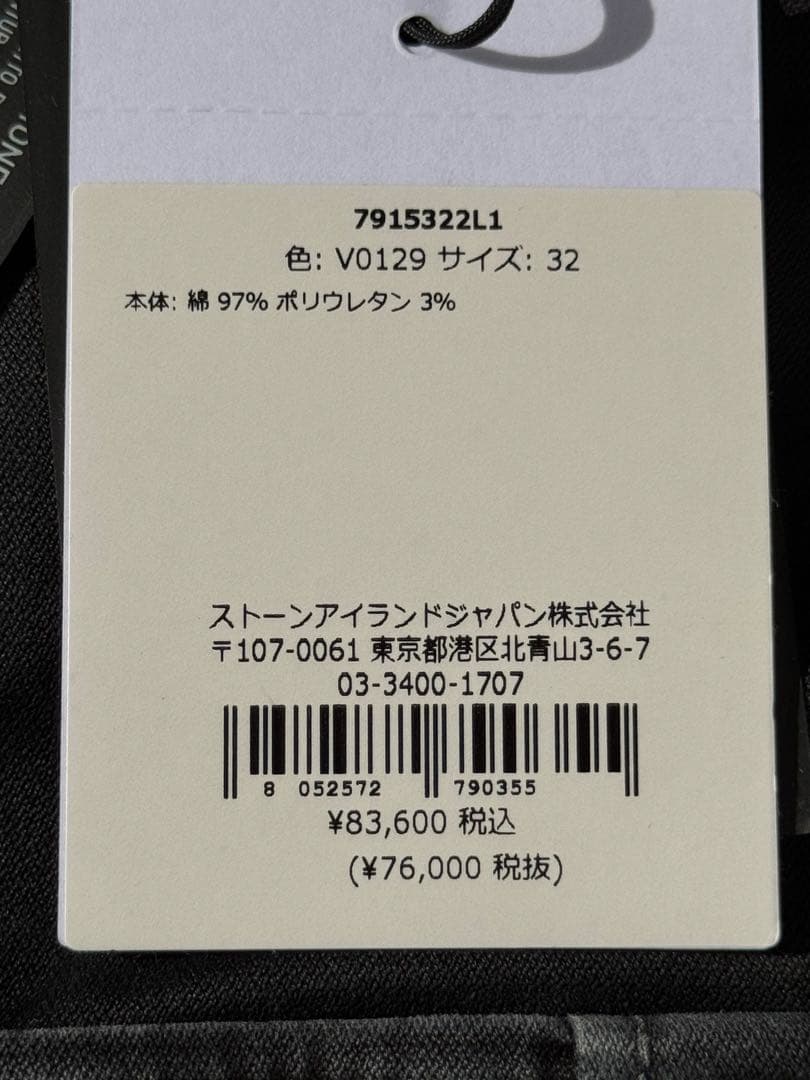 7915322L1
色: V0129 サイズ: 32
本体: 綿 97% ポリウレタン 3%
ストーンアイランドジャパン株式会社
〒107-0061 東京都港区北青山3-6-7
03-3400-1707
8 052572 790355
¥83,600 税込
(¥76,000 税抜)